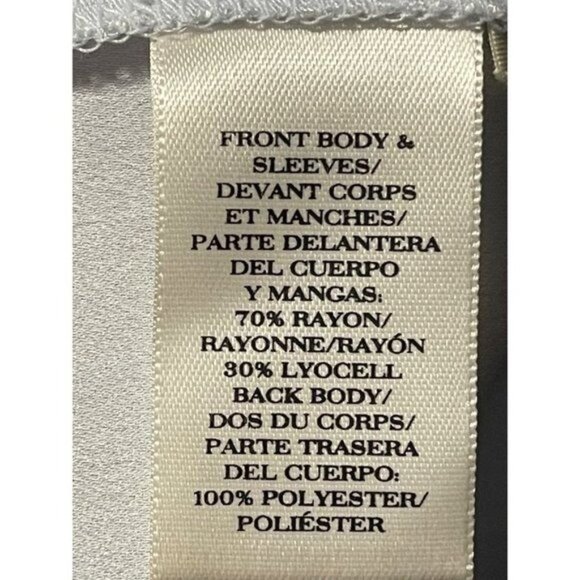 FRONT BODY &
SLEEVES/
DEVANT CORPS
ET MANCHES/
PARTE DELANTERA
DEL CUERPO
Y MANGAS:
70% RAYON/
RAYONNE/RAYÓN
30% LYOCELL
BACK BODY/
DOS DU CORPS/
PARTE TRASERA
DEL CUERPO:
100% POLYESTER/
POLIÉSTER